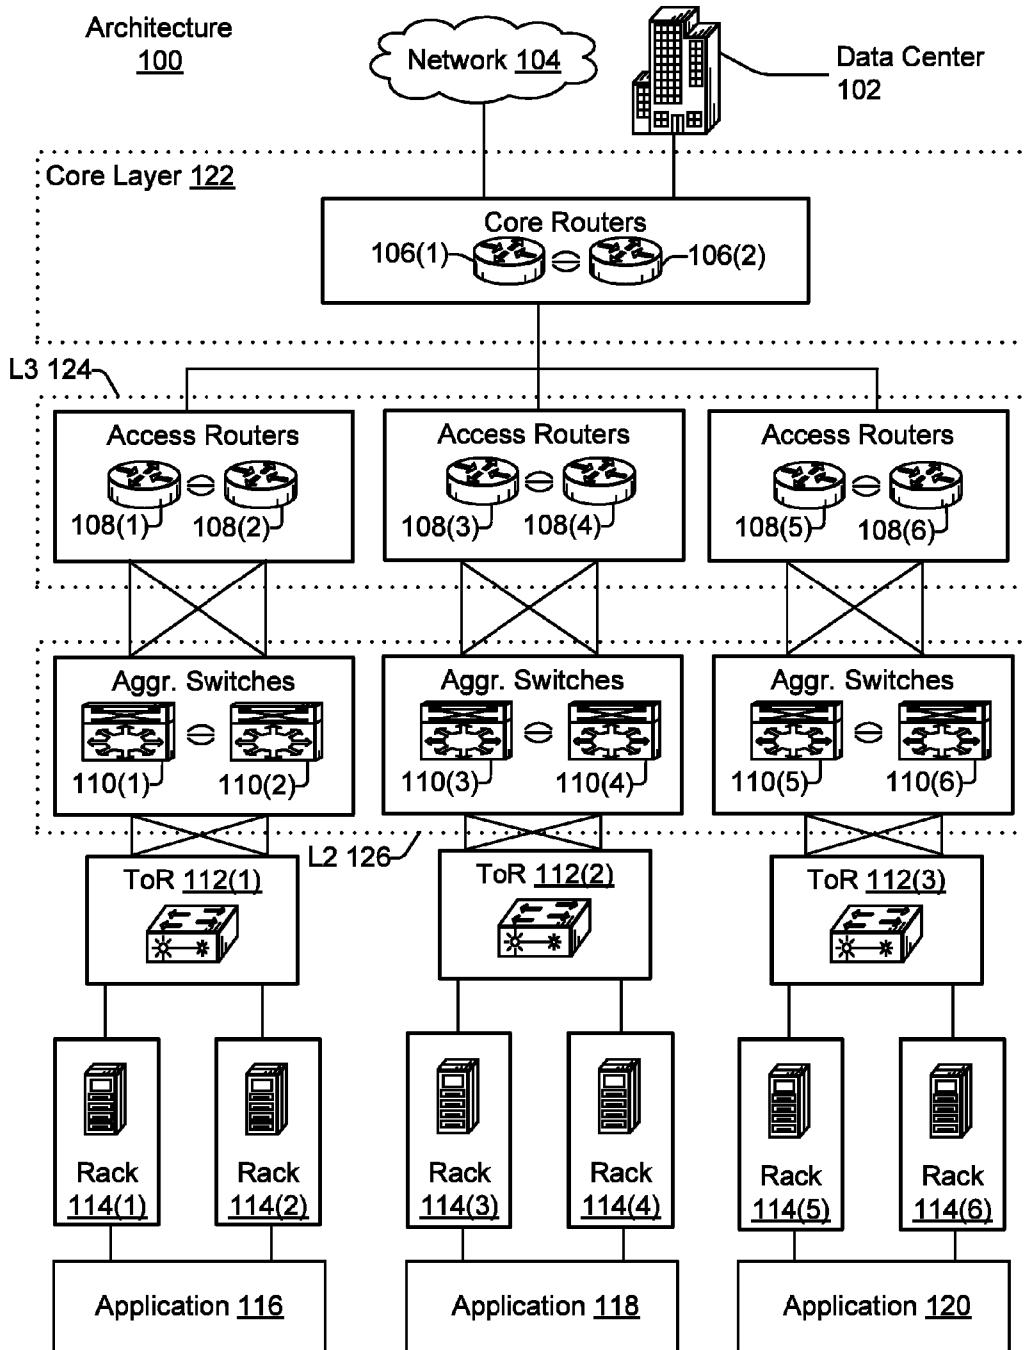 Architecture
100
Network 104
Data Center
102
Core Layer 122
Core Routers
106(1)
106(2)
L3 124
Access Routers
108(1)
108(2)
Access Routers
108(3)
108(4)
Access Routers
108(5)
108(6)
Aggr. Switches
110(1)
110(2)
Aggr. Switches
110(3)
110(4)
Aggr. Switches
110(5)
110(6)
L2 126
ToR 112(1)
ToR 112(2)
ToR 112(3)
Rack
114(1)
Rack
114(2)
Rack
114(3)
Rack
114(4)
Rack
114(5)
Rack
114(6)
Application 116
Application 118
Application 120